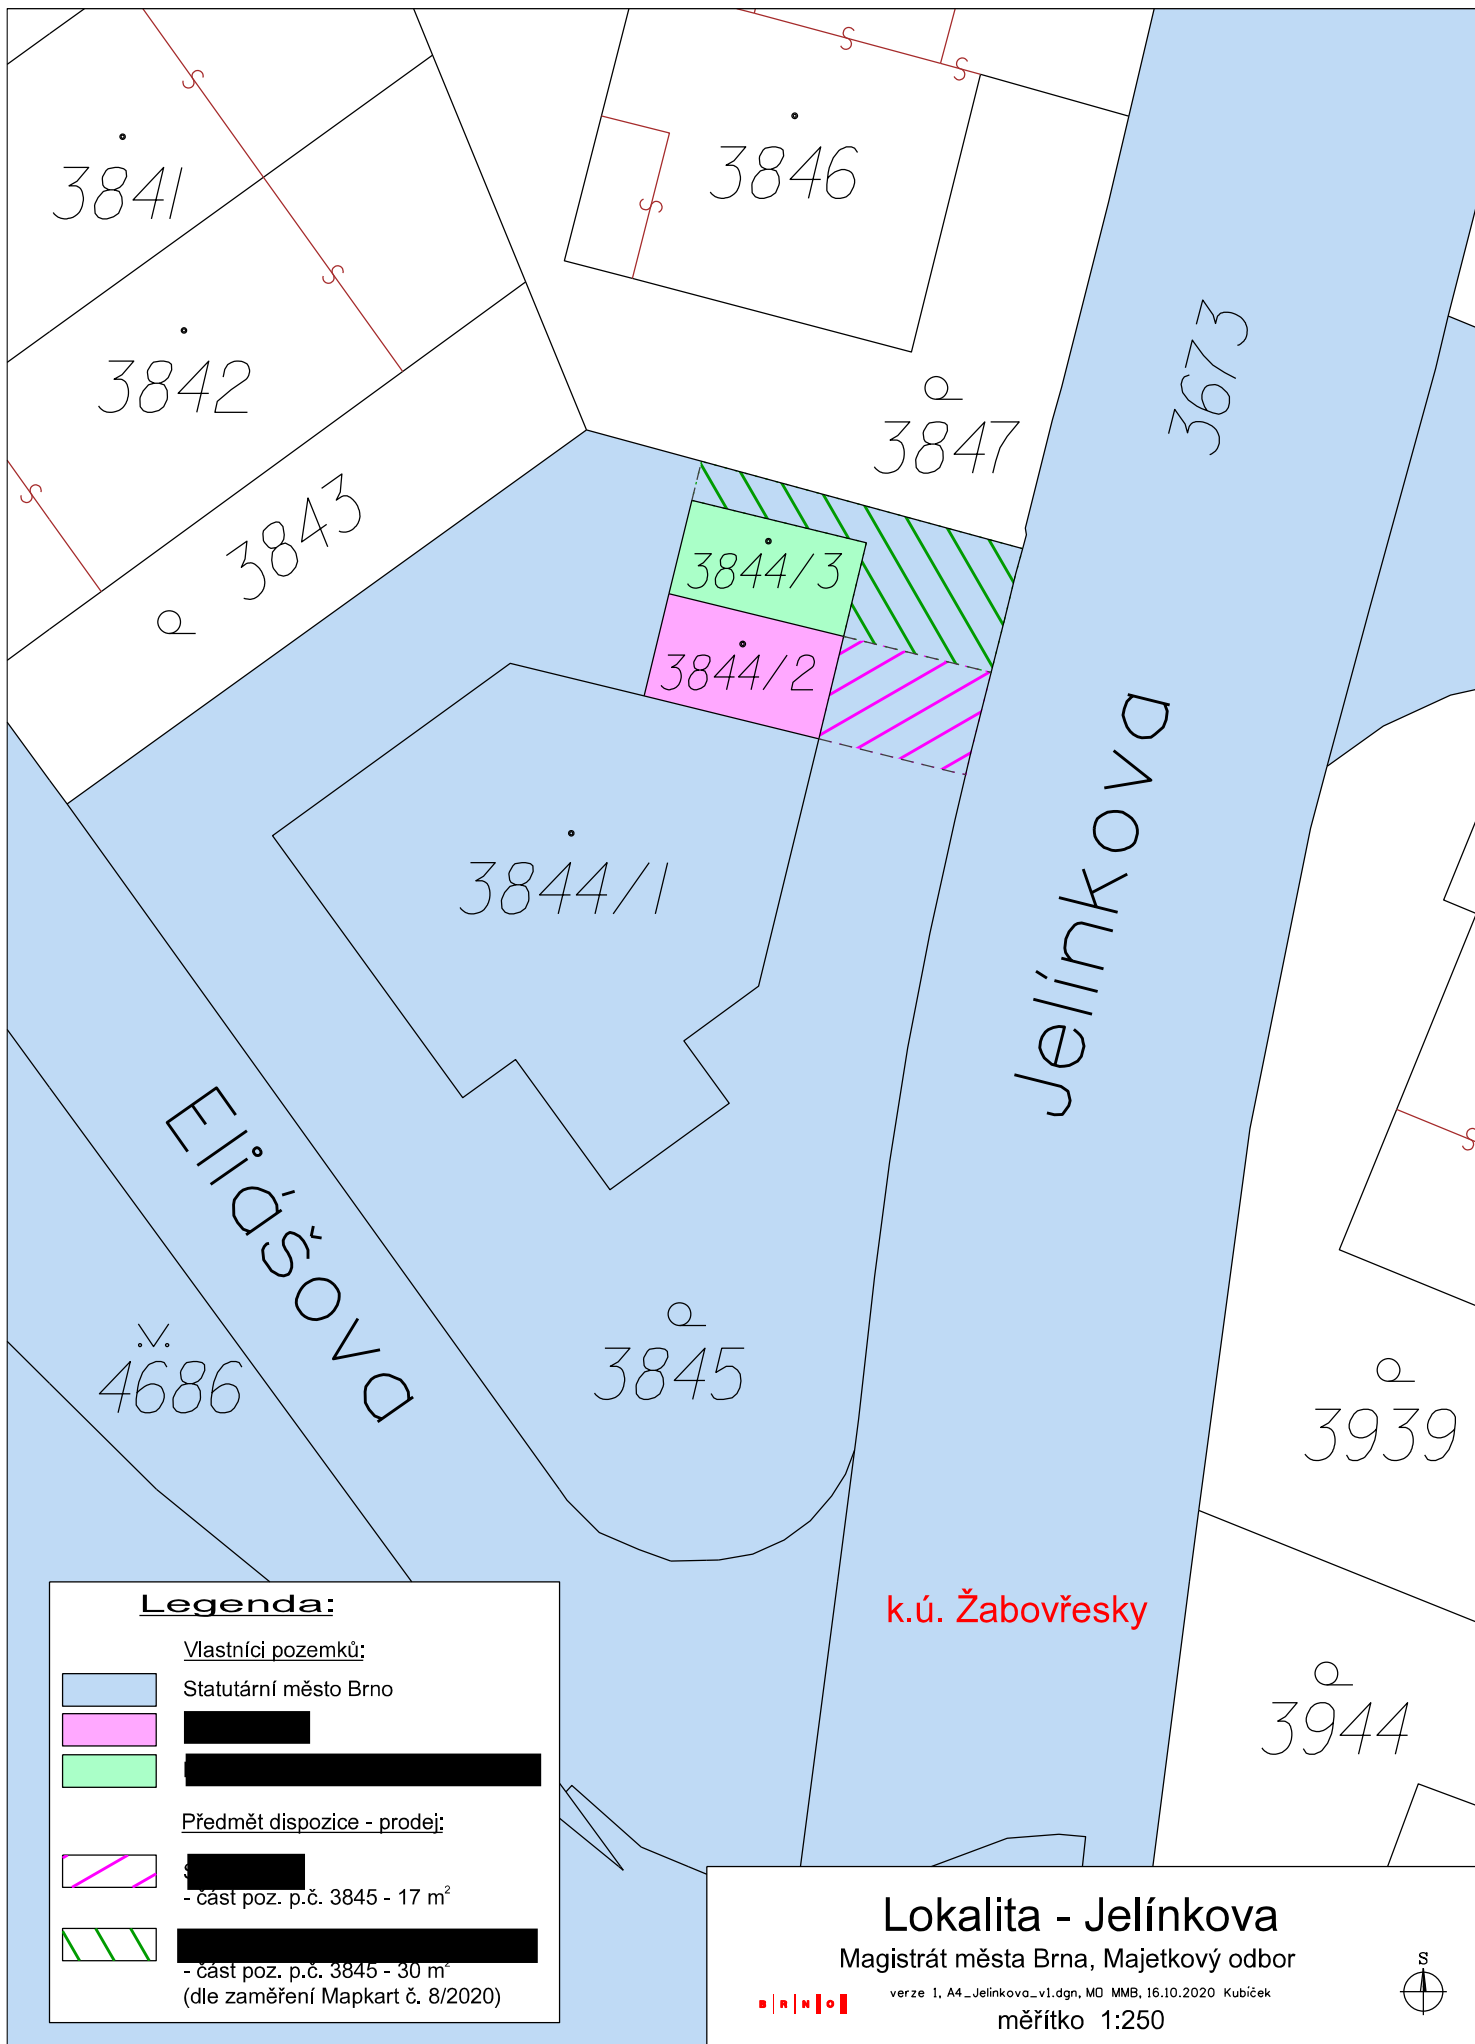 3841
3846
3842
3673
3847
3843
3844/3
3844/2
Jelínkova
3844/1
Eliášova
3845
4686
3939
k.ú. Žabovřesky
3944
Legenda:
Vlastníci pozemků:
Statutární město Brno
Předmět dispozice - prodej:
- část poz. p.č. 3845 - 17 m²
- část poz. p.č. 3845 - 30 m²
(dle zaměření Mapkart č. 8/2020)
Lokalita - Jelínkova
Magistrát města Brna, Majetkový odbor
BRNO
verze 1, A4_Jelinkova_v1.dgn, MO MMB, 16.10.2020 Kubíček
měřítko 1:250
S